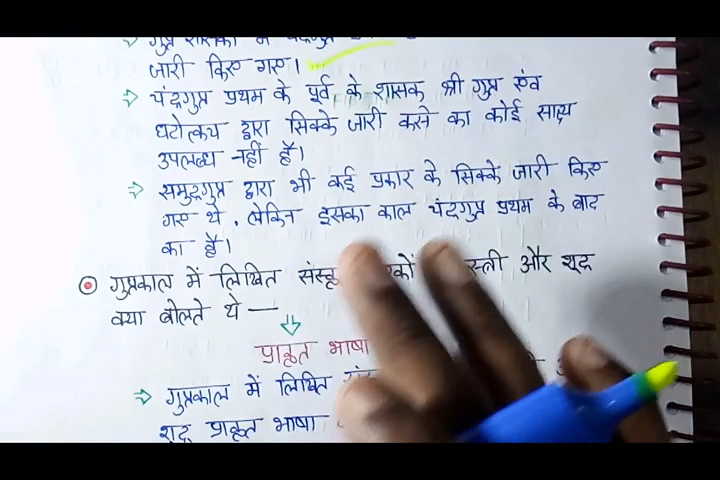 जारी किए गए।
⇒ चंद्रगुप्त प्रथम के पूर्व के शासक श्री गुप्त एंव
घटोत्कच द्वारा सिक्के जारी करने का कोई साक्ष्य
उपलब्ध नहीं है।
⇒ समुद्रगुप्त द्वारा भी कई प्रकार के सिक्के जारी किए
गए थे, लेकिन इसका काल चंद्रगुप्त प्रथम के बाद
का है।
गुप्तकाल में लिखित स्त्री और शूद्र
क्या बोलते थे —
प्राकृत भाषा
⇒ गुप्तकाल में लिखित
शूद्र प्राकृत भाषा